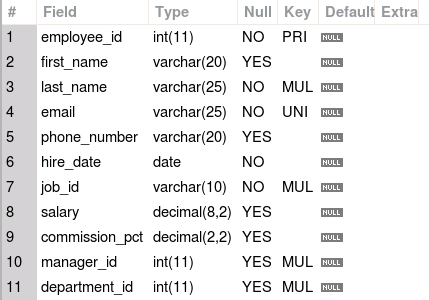 # Field Type Null Key Default Extra
1 employee_id int(11) NO PRI NULL
2 first_name varchar(20) YES NULL
3 last_name varchar(25) NO MUL NULL
4 email varchar(25) NO UNI NULL
5 phone_number varchar(20) YES NULL
6 hire_date date NO NULL
7 job_id varchar(10) NO MUL NULL
8 salary decimal(8,2) YES NULL
9 commission_pct decimal(2,2) YES NULL
10 manager_id int(11) YES MUL NULL
11 department_id int(11) YES MUL NULL